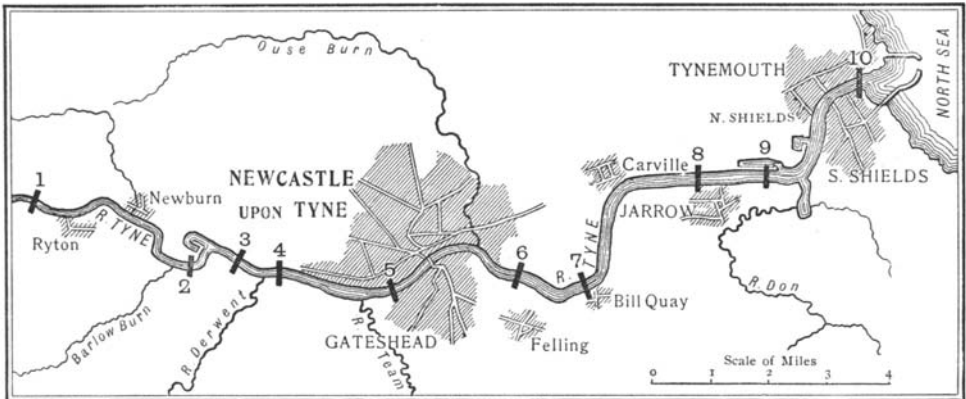 Ouse Burn
TYNEMOUTH
10
NORTH SEA
N. SHIELDS
1
Newburn
NEWCASTLE
UPON TYNE
Carville
8
9
S. SHIELDS
JARROW
R. TYNE
Ryton
2
3
4
5
6
7
R. TYNE
Bill Quay
R. Don
Barlow Burn
R. Derwent
R. Team
GATESHEAD
Felling
Scale of Miles
0 1 2 3 4